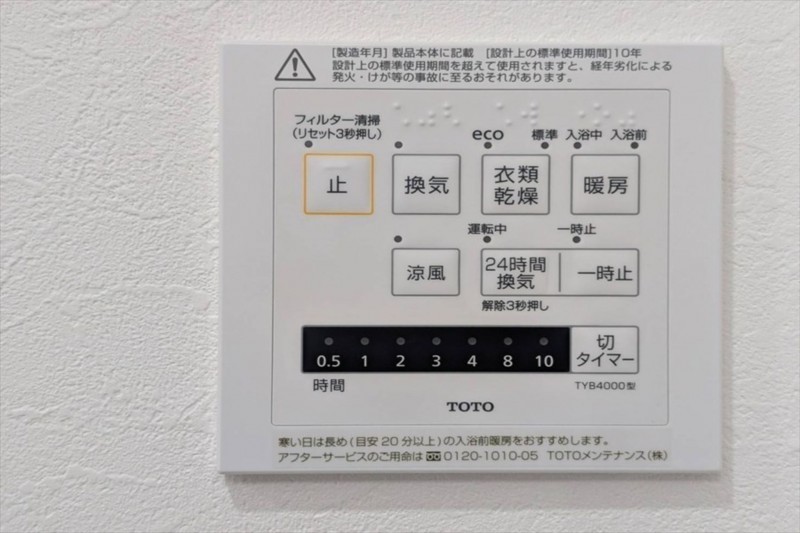 [製造年月] 製品本体に記載 [設計上の標準使用期間]10年
設計上の標準使用期間を超えて使用されますと、経年劣化による
発火・けが等の事故に至るおそれがあります。
フィルター清掃
(リセット3秒押し)
eco 標準 入浴中 入浴前
止 換気 衣類 暖房
乾燥
運転中 一時止
涼風 24時間 一時止
換気
解除3秒押し
0.5 1 2 3 4 8 10 切
タイマー
時間 TYB4000型
TOTO
寒い日は長め(目安20分以上)の入浴前暖房をおすすめします。
アフターサービスのご用命は 0120-1010-05 TOTOメンテナンス(株)